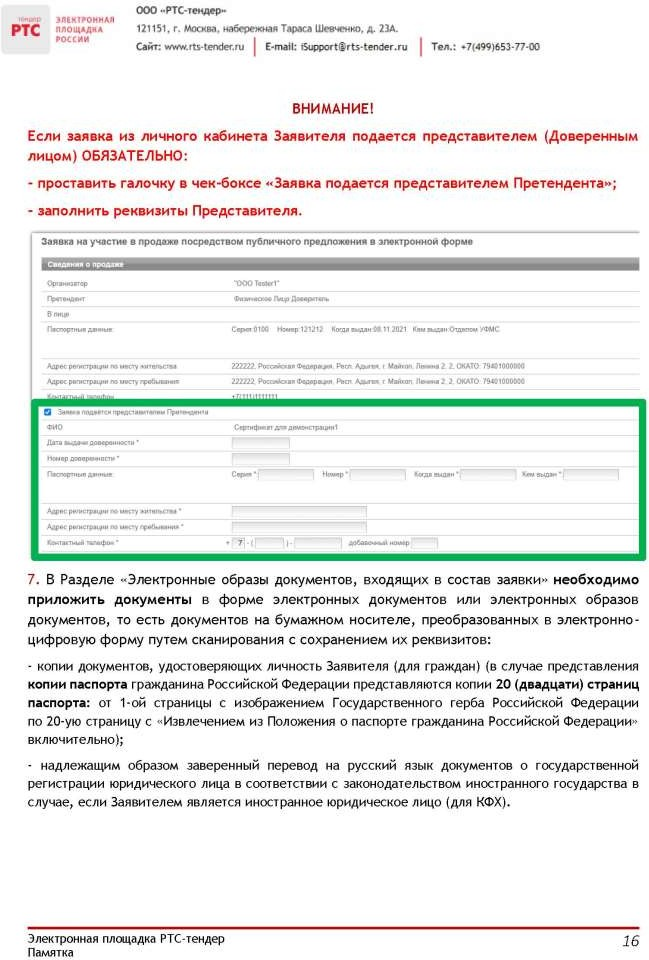 тендер
РТС
ЭЛЕКТРОННАЯ
ПЛОЩАДКА
РОССИИ
ООО «РТС-тендер»
121151, г. Москва, набережная Тараса Шевченко, д. 23А.
Сайт: www.rts-tender.ru E-mail: iSupport@rts-tender.ru Тел.: +7(499)653-77-00
ВНИМАНИЕ!
Если заявка из личного кабинета Заявителя подается представителем (Доверенным
лицом) ОБЯЗАТЕЛЬНО:
- проставить галочку в чек-боксе «Заявка подается представителем Претендента»;
- заполнить реквизиты Представителя.
Заявка на участие в продаже посредством публичного предложения в электронной форме
Сведения о продаже
Организатор "ООО Tester1"
Претендент Физическое Лицо Доверитель
В лице
Паспортные данные: Серия:0100 Номер:121212 Когда выдан:08.11.2021 Кем выдан:Отделом УФМС
Адрес регистрации по месту жительства 222222, Российская Федерация, Респ. Адыгея, г. Майкоп, Ленина 2, 2, ОКАТО: 79401000000
Адрес регистрации по месту пребывания 222222, Российская Федерация, Респ. Адыгея, г. Майкоп, Ленина 2, 2, ОКАТО: 79401000000
Контактный телефон +7(111)1111111
Заявка подаётся представителем Претендента
ФИО Сертификат для демонстрации1
Дата выдачи доверенности *
Номер доверенности *
Паспортные данные: Серия * Номер * Когда выдан * Кем выдан *
Адрес регистрации по месту жительства *
Адрес регистрации по месту пребывания *
Контактный телефон * + 7 - ( ) - добавочный номер
7. В Разделе «Электронные образы документов, входящих в состав заявки» необходимо
приложить документы в форме электронных документов или электронных образов
документов, то есть документов на бумажном носителе, преобразованных в электронно-
цифровую форму путем сканирования с сохранением их реквизитов:
- копии документов, удостоверяющих личность Заявителя (для граждан) (в случае представления
копии паспорта гражданина Российской Федерации представляются копии 20 (двадцати) страниц
паспорта: от 1-ой страницы с изображением Государственного герба Российской Федерации
по 20-ую страницу с «Извлечением из Положения о паспорте гражданина Российской Федерации»
включительно);
- надлежащим образом заверенный перевод на русский язык документов о государственной
регистрации юридического лица в соответствии с законодательством иностранного государства в
случае, если Заявителем является иностранное юридическое лицо (для КФХ).
Электронная площадка РТС-тендер
Памятка
16